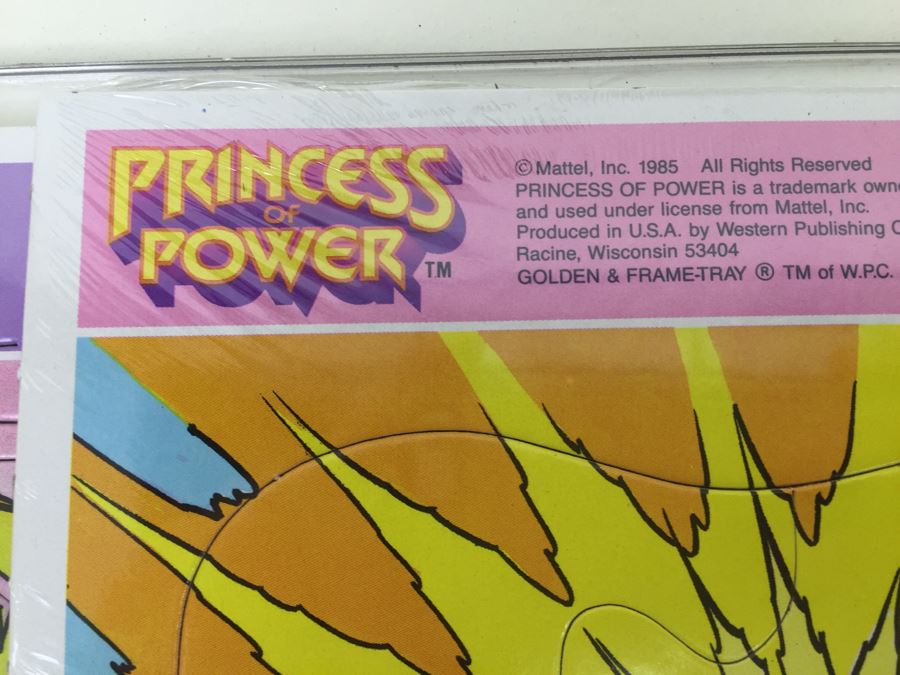 PRINCESS
OF
POWER TM
© Mattel, Inc. 1985 All Rights Reserved
PRINCESS OF POWER is a trademark
and used under license from Mattel, Inc.
Produced in U.S.A. by Western Publishing
Racine, Wisconsin 53404
GOLDEN & FRAME-TRAY ® TM of W.P.C.